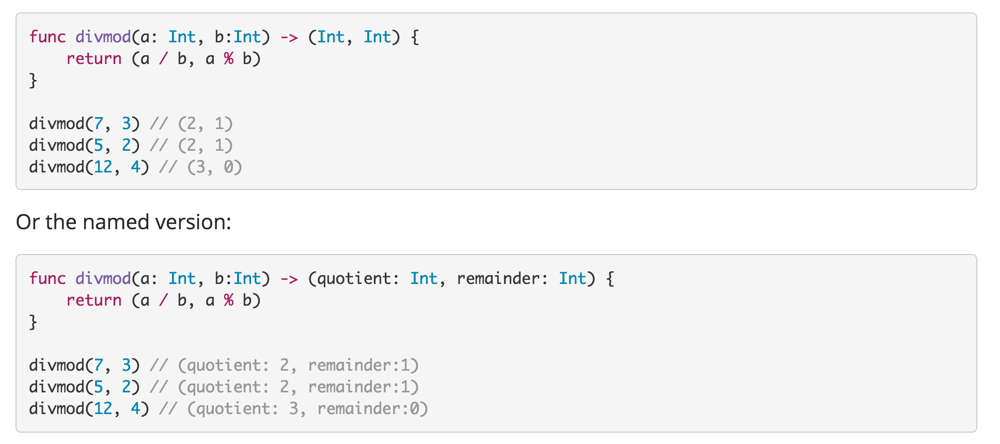 func divmod(a: Int, b:Int) -> (Int, Int) {
    return (a / b, a % b)
}

divmod(7, 3) // (2, 1)
divmod(5, 2) // (2, 1)
divmod(12, 4) // (3, 0)
Or the named version:
func divmod(a: Int, b:Int) -> (quotient: Int, remainder: Int) {
    return (a / b, a % b)
}

divmod(7, 3) // (quotient: 2, remainder:1)
divmod(5, 2) // (quotient: 2, remainder:1)
divmod(12, 4) // (quotient: 3, remainder:0)